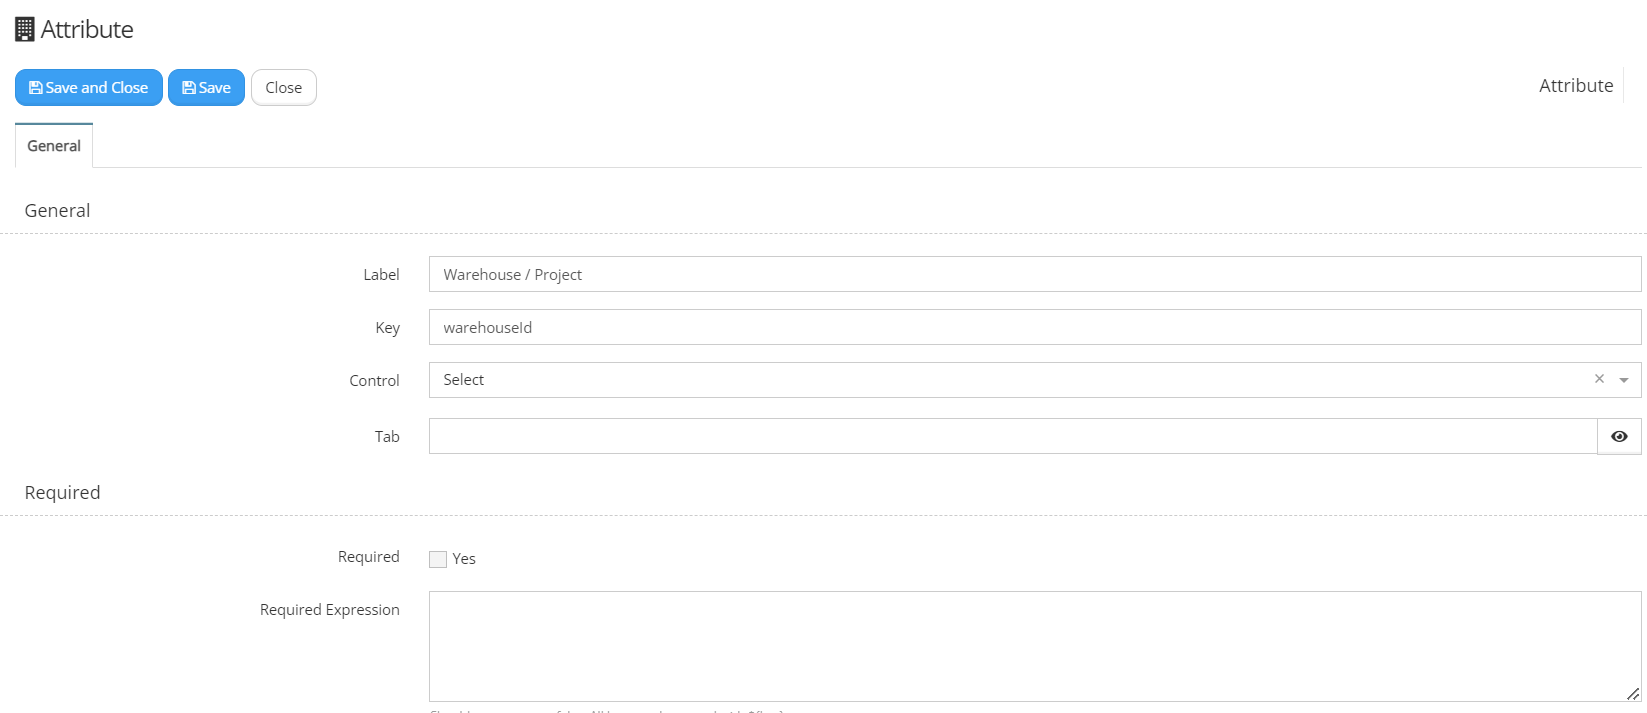 Attribute
Save and Close Save Close
Attribute
General
General
Label Warehouse / Project
Key warehouseId
Control Select ×
Tab
Required
Required Yes
Required Expression